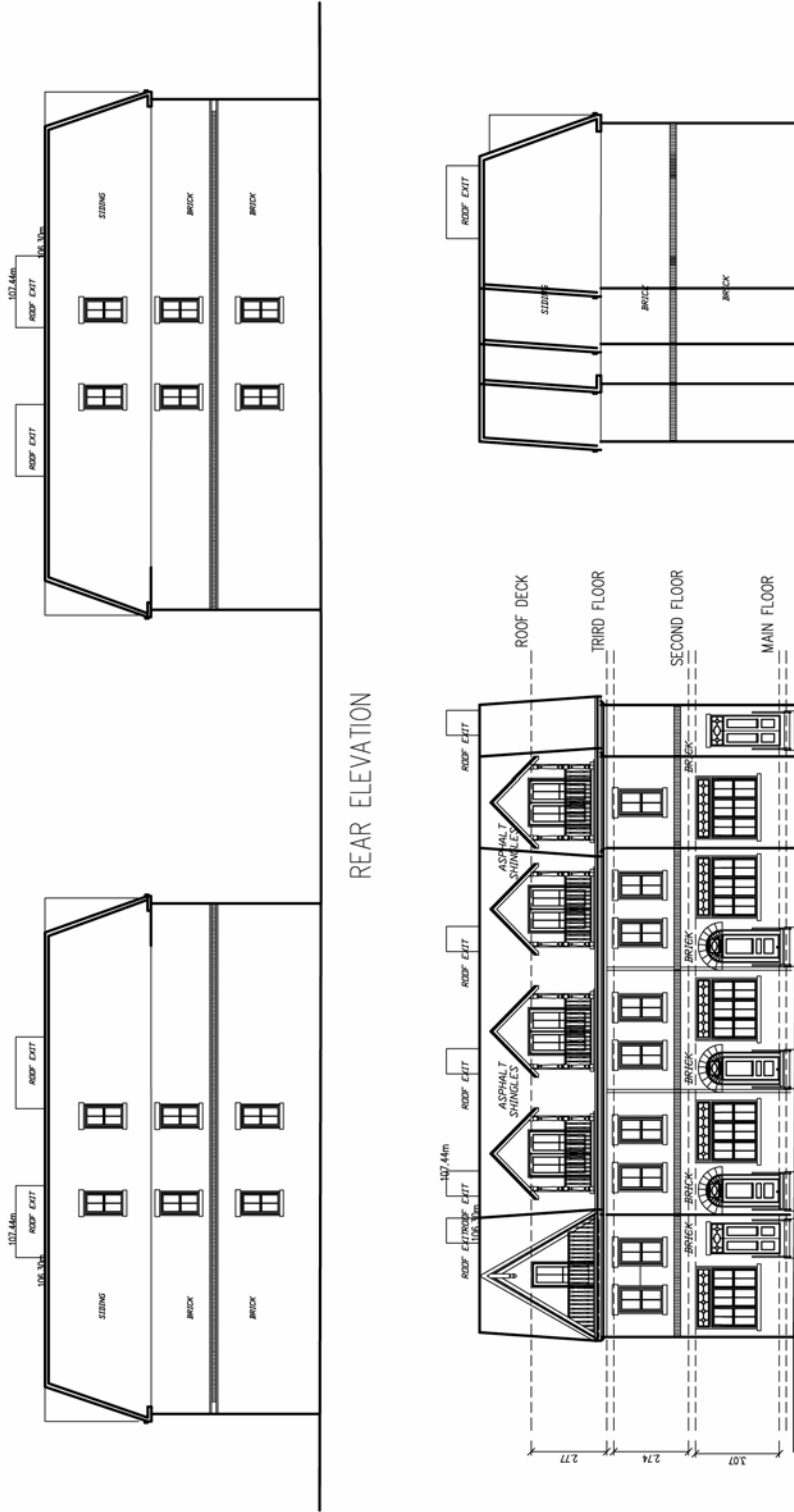 107.44m
ROOF EXIT
106.30m
ROOF EXIT
SIDING
BRICK
BRICK
ROOF EXIT
107.44m
ROOF EXIT
106.30m
SIDING
BRICK
BRICK
REAR ELEVATION
107.44m
ROOF EXIT
ROOF EXIT
ROOF EXIT
ROOF EXIT
ROOF EXIT
ROOF EXIT
ASPHALT
SHINGLES
ASPHALT
SHINGLES
BRICK
BRICK
BRICK
BRICK
BRICK
ROOF DECK
TRIRD FLOOR
SECOND FLOOR
MAIN FLOOR
2.77
2.74
3.07
ROOF EXIT
SIDING
BRICK
BRICK